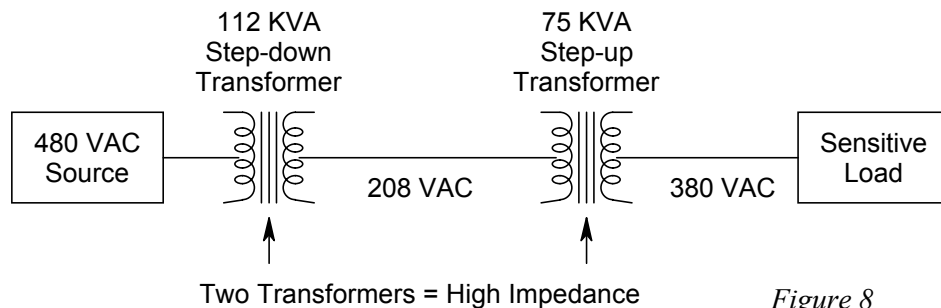 112 KVA
Step-down
Transformer
75 KVA
Step-up
Transformer
480 VAC
Source
208 VAC
380 VAC
Sensitive
Load
Two Transformers = High Impedance
Figure 8